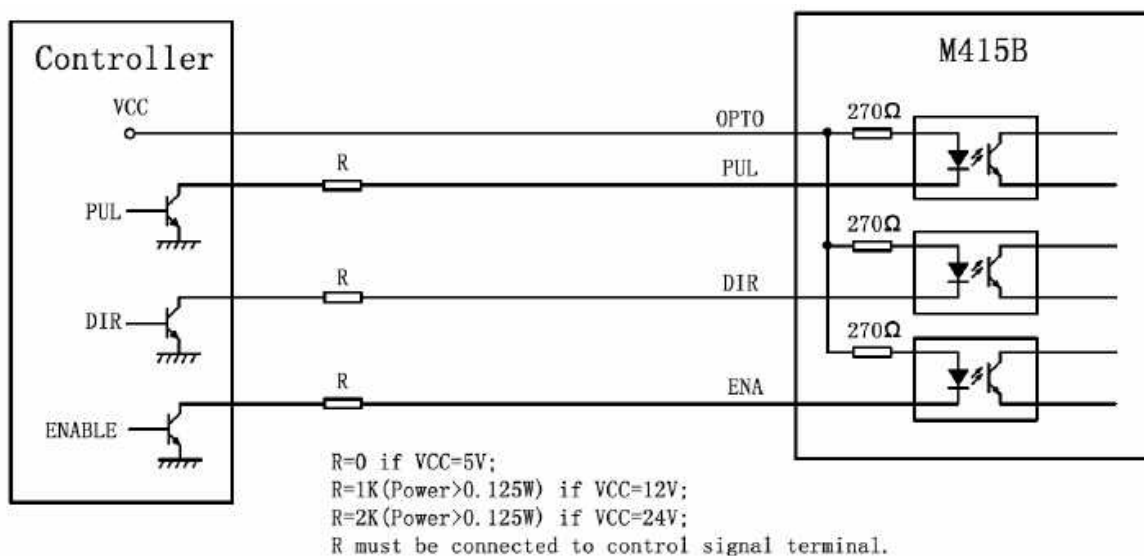 Controller
M415B
VCC
OPTO
270Ω
R
PUL
PUL
270Ω
R
DIR
DIR
270Ω
R
ENA
ENABLE
R=0 if VCC=5V;
R=1K(Power>0.125W) if VCC=12V;
R=2K(Power>0.125W) if VCC=24V;
R must be connected to control signal terminal.